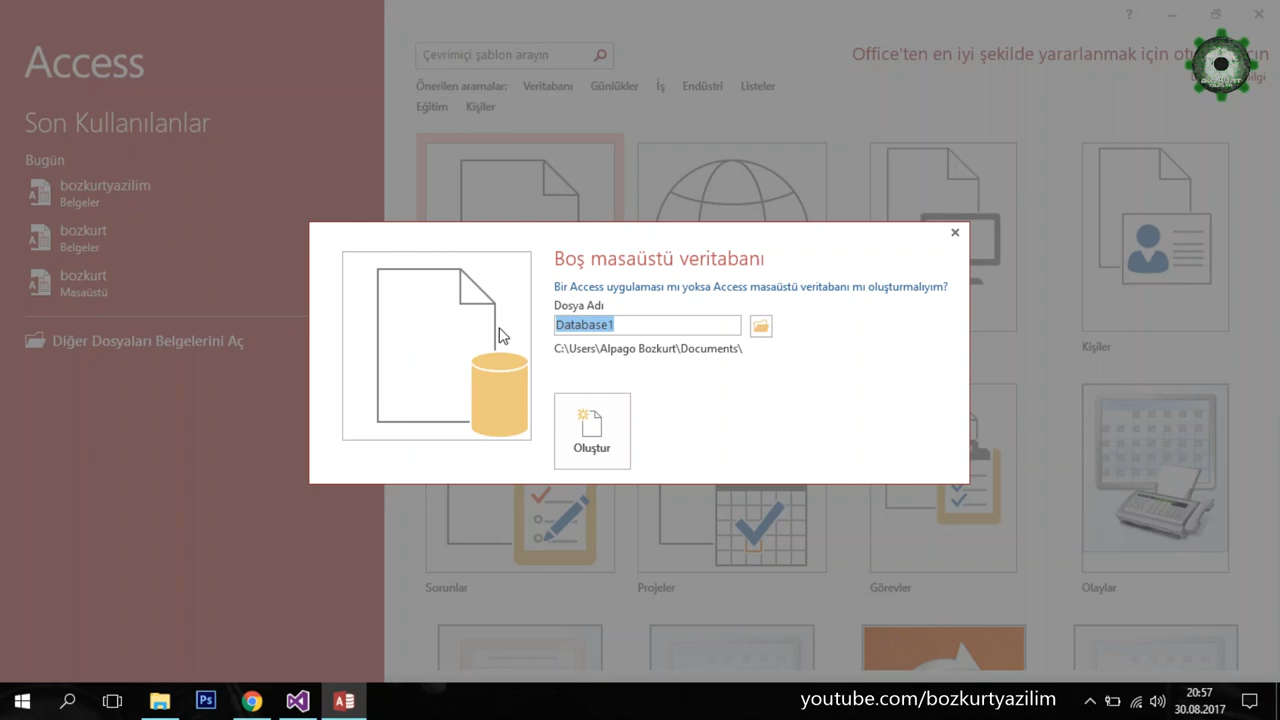 Access
Son Kullanılanlar
Bugün
bozkurtyazilim
Belgeler
bozkurt
Belgeler
bozkurt
Masaüstü
Diğer Dosyaları Belgelerini Aç
Çevrimiçi şablon arayın
Office'ten en iyi şekilde yararlanmak için
Önerilen aramalar: Veritabanı Günlükler İş Endüstri Listeler
Eğitim Kişiler
BOZKURT
YAZILIM
Boş masaüstü veritabanı
Bir Access uygulaması mı yoksa Access masaüstü veritabanı mı oluşturmalıyım?
Dosya Adı
Database1
C:\Users\Alpago Bozkurt\Documents\
Oluştur
Kişiler
Sorunlar
Projeler
Görevler
Olaylar
Ps
youtube.com/bozkurtyazilim
20:57
30.08.2017